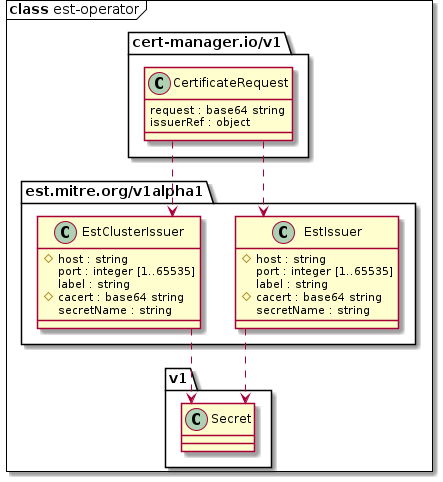 class est-operator
cert-manager.io/v1
C CertificateRequest
request : base64 string
issuerRef : object
est.mitre.org/v1alpha1
C EstClusterIssuer
host : string
port : integer [1..65535]
label : string
cacert : base64 string
secretName : string
C EstIssuer
host : string
port : integer [1..65535]
label : string
cacert : base64 string
secretName : string
v1
C Secret